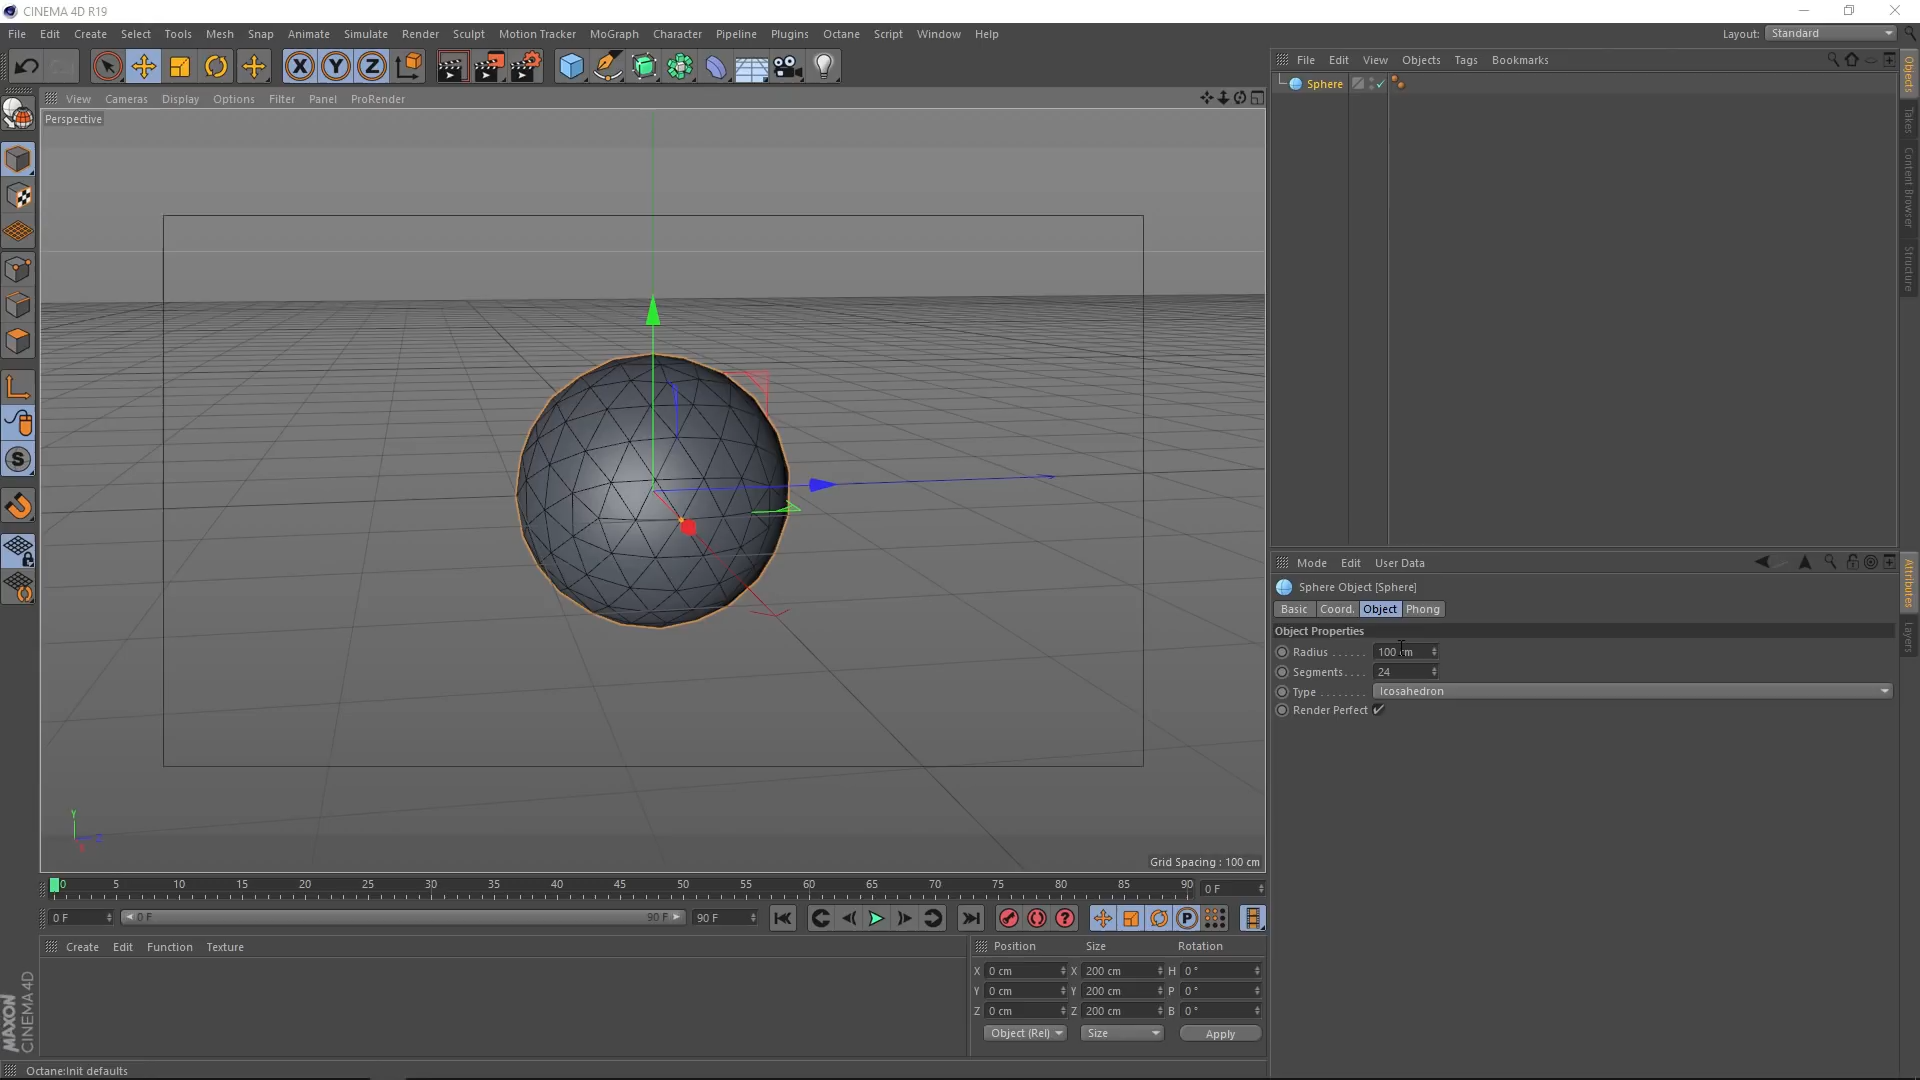 CINEMA 4D R19
File Edit Create Select Tools Mesh Snap Animate Simulate Render Sculpt Motion Tracker MoGraph Character Pipeline Plugins Octane Script Window Help
Layout: Standard
File Edit View Objects Tags Bookmarks
Sphere
View Cameras Display Options Filter Panel ProRender
Perspective
Y
Z
X
Grid Spacing : 100 cm
Objects
Takes
Content Browser
Structure
Mode Edit User Data
Sphere Object [Sphere]
Basic Coord. Object Phong
Object Properties
Radius . . . . . . 100 cm
Segments. . . . 24
Type . . . . . . . . Icosahedron
Render Perfect
Attributes
Layers
0 5 10 15 20 25 30 35 40 45 50 55 60 65 70 75 80 85 90 0 F
0 F 0 F 90 F 90 F
Create Edit Function Texture
Position Size Rotation
X 0 cm X 200 cm H 0 °
Y 0 cm Y 200 cm P 0 °
Z 0 cm Z 200 cm B 0 °
Object (Rel) Size Apply
MAXON
CINEMA 4D
Octane:Init defaults